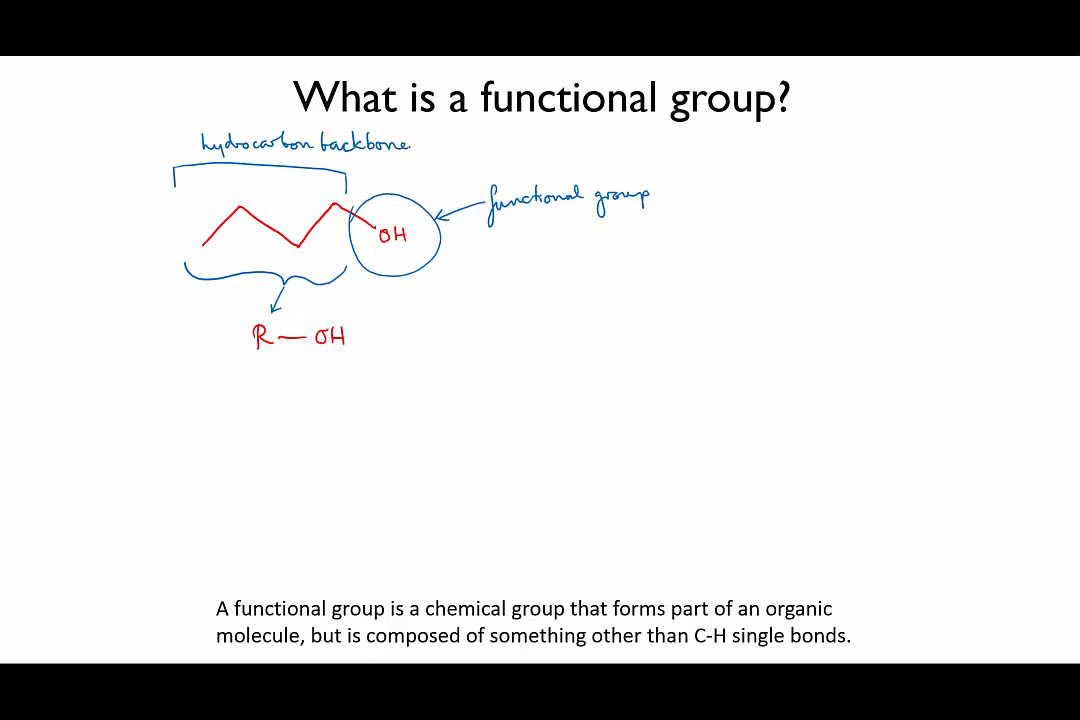 What is a functional group?
hydrocarbon backbone
functional group
OH
R — OH
A functional group is a chemical group that forms part of an organic
molecule, but is composed of something other than C-H single bonds.